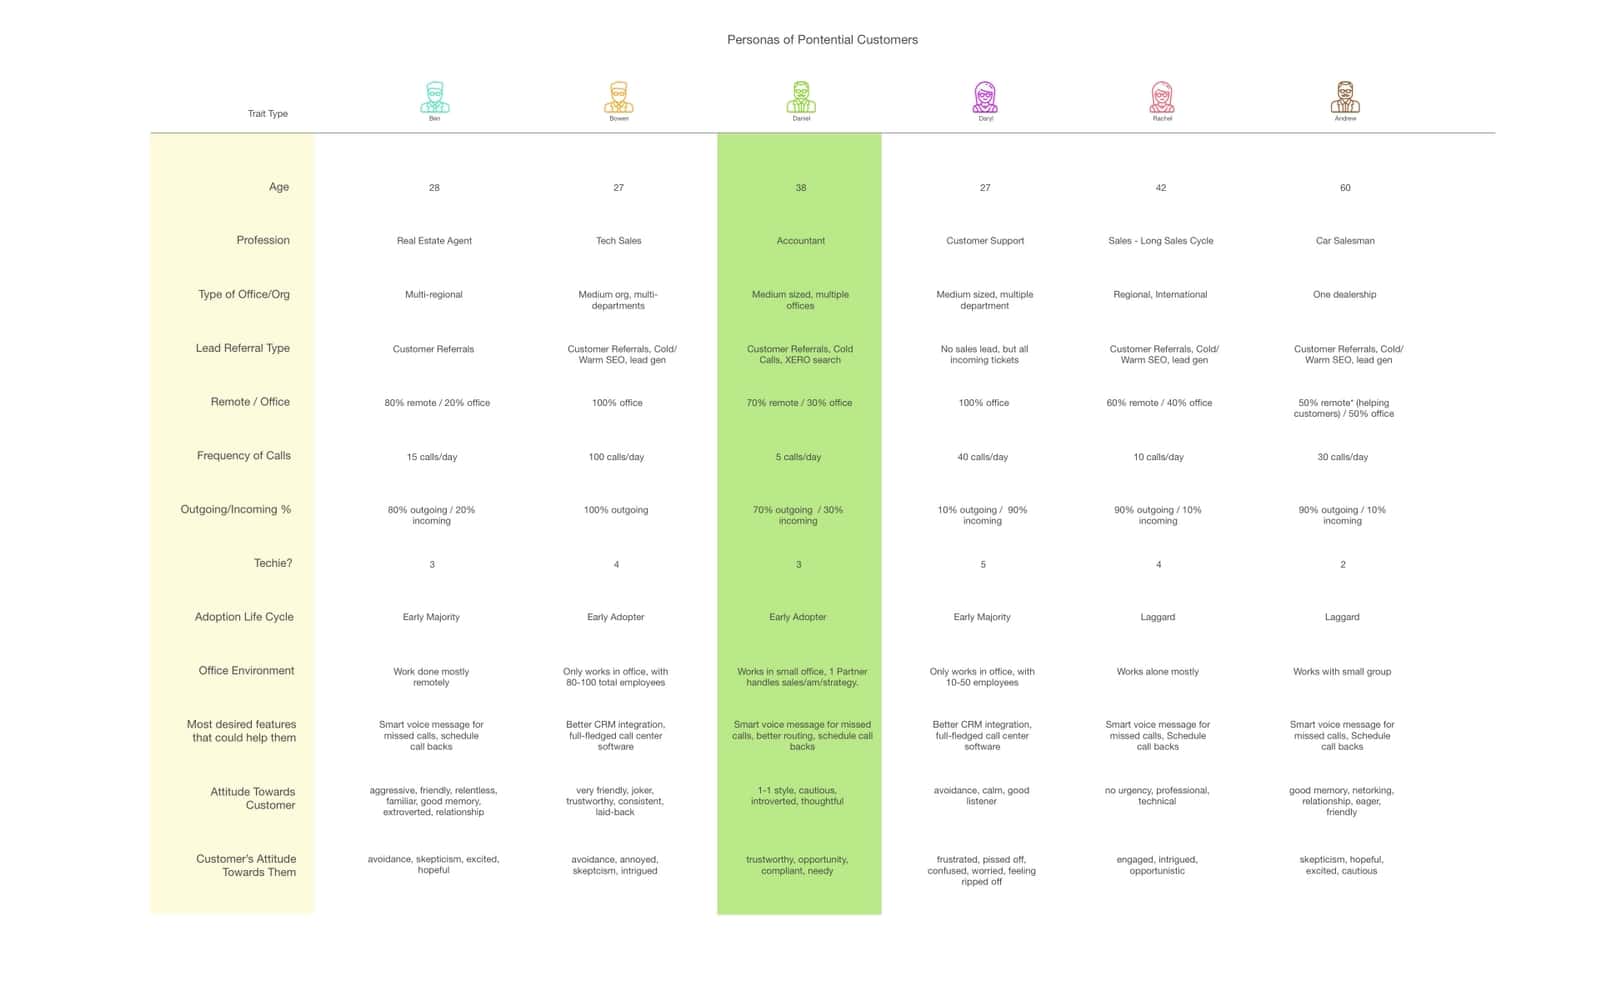 Personas of Pontential Customers
Trait Type
Ben
Bowen
Daniel
Daryl
Rachel
Andrew
Age
28
27
38
27
42
60
Profession
Real Estate Agent
Tech Sales
Accountant
Customer Support
Sales - Long Sales Cycle
Car Salesman
Type of Office/Org
Multi-regional
Medium org, multi-
departments
Medium sized, multiple
offices
Medium sized, multiple
department
Regional, International
One dealership
Lead Referral Type
Customer Referrals
Customer Referrals, Cold/
Warm SEO, lead gen
Customer Referrals, Cold
Calls, XERO search
No sales lead, but all
incoming tickets
Customer Referrals, Cold/
Warm SEO, lead gen
Customer Referrals, Cold/
Warm SEO, lead gen
Remote / Office
80% remote / 20% office
100% office
70% remote / 30% office
100% office
60% remote / 40% office
50% remote* (helping
customers) / 50% office
Frequency of Calls
15 calls/day
100 calls/day
5 calls/day
40 calls/day
10 calls/day
30 calls/day
Outgoing/Incoming %
80% outgoing / 20%
incoming
100% outgoing
70% outgoing / 30%
incoming
10% outgoing / 90%
incoming
90% outgoing / 10%
incoming
90% outgoing / 10%
incoming
Techie?
3
4
3
5
4
2
Adoption Life Cycle
Early Majority
Early Adopter
Early Adopter
Early Majority
Laggard
Laggard
Office Environment
Work done mostly
remotely
Only works in office, with
80-100 total employees
Works in small office, 1 Partner
handles sales/am/strategy.
Only works in office, with
10-50 employees
Works alone mostly
Works with small group
Most desired features
that could help them
Smart voice message for
missed calls, schedule
call backs
Better CRM integration,
full-fledged call center
software
Smart voice message for missed
calls, better routing, schedule call
backs
Better CRM integration,
full-fledged call center
software
Smart voice message for
missed calls, Schedule
call backs
Smart voice message for
missed calls, Schedule
call backs
Attitude Towards
Customer
aggressive, friendly, relentless,
familiar, good memory,
extroverted, relationship
very friendly, joker,
trustworthy, consistent,
laid-back
1-1 style, cautious,
introverted, thoughtful
avoidance, calm, good
listener
no urgency, professional,
technical
good memory, netorking,
relationship, eager,
friendly
Customer's Attitude
Towards Them
avoidance, skepticism, excited,
hopeful
avoidance, annoyed,
skeptcism, intrigued
trustworthy, opportunity,
compliant, needy
frustrated, pissed off,
confused, worried, feeling
ripped off
engaged, intrigued,
opportunistic
skepticism, hopeful,
excited, cautious